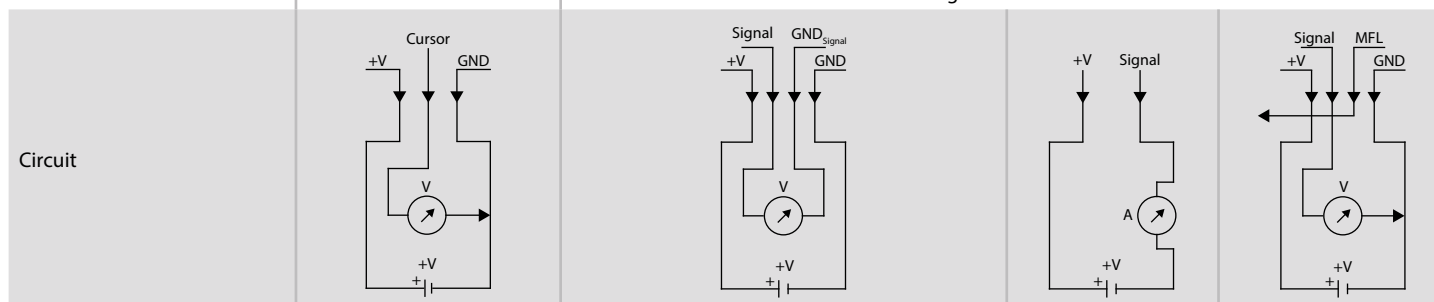 Circuit
Cursor
+V
GND
V
+V
+
Signal
GND Signal
+V
GND
V
+V
+
+V
Signal
A
+V
+
Signal
MFL
+V
GND
V
+V
+